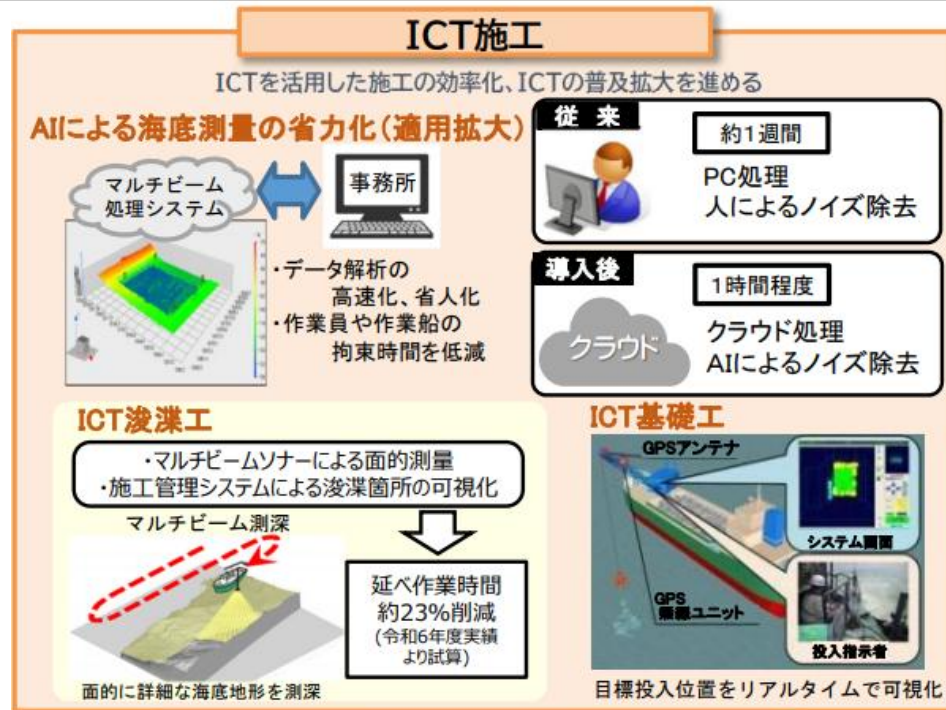 ICT施工
ICTを活用した施工の効率化、ICTの普及拡大を進める
AIによる海底測量の省力化(適用拡大)
マルチビーム
処理システム
事務所
・データ解析の
高速化、省人化
・作業員や作業船の
拘束時間を低減
従 来
約1週間
PC処理
人によるノイズ除去
導入後
1時間程度
クラウド
クラウド処理
AIによるノイズ除去
ICT浚渫工
・マルチビームソナーによる面的測量
・施工管理システムによる浚渫箇所の可視化
マルチビーム測深
延べ作業時間
約23%削減
(令和6年度実績
より試算)
面的に詳細な海底地形を測深
ICT基礎工
GPSアンテナ
システム画面
GPS
無線ユニット
投入指示者
目標投入位置をリアルタイムで可視化